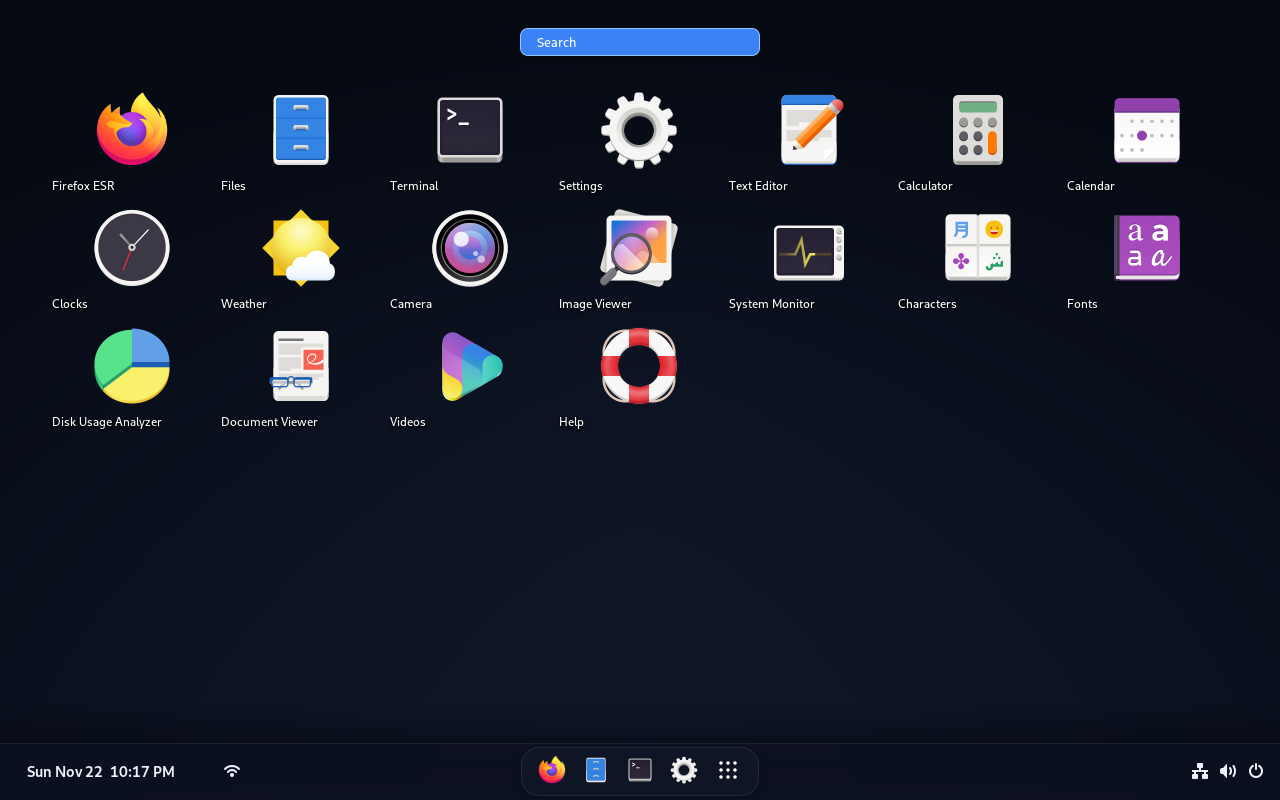 Search
Firefox ESR
Files
Terminal
Settings
Text Editor
Calculator
Calendar
Clocks
Weather
Camera
Image Viewer
System Monitor
Characters
Fonts
Disk Usage Analyzer
Document Viewer
Videos
Help
Sun Nov 22 10:17 PM